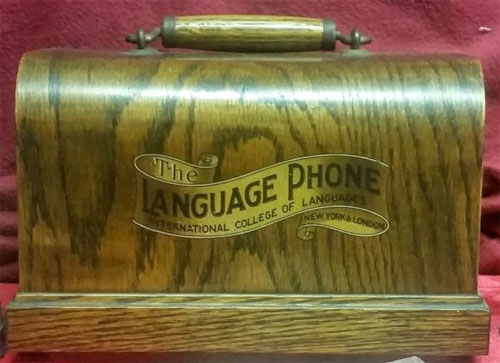 The
LANGUAGE PHONE
INTERNATIONAL COLLEGE OF LANGUAGES
NEW YORK & LONDON